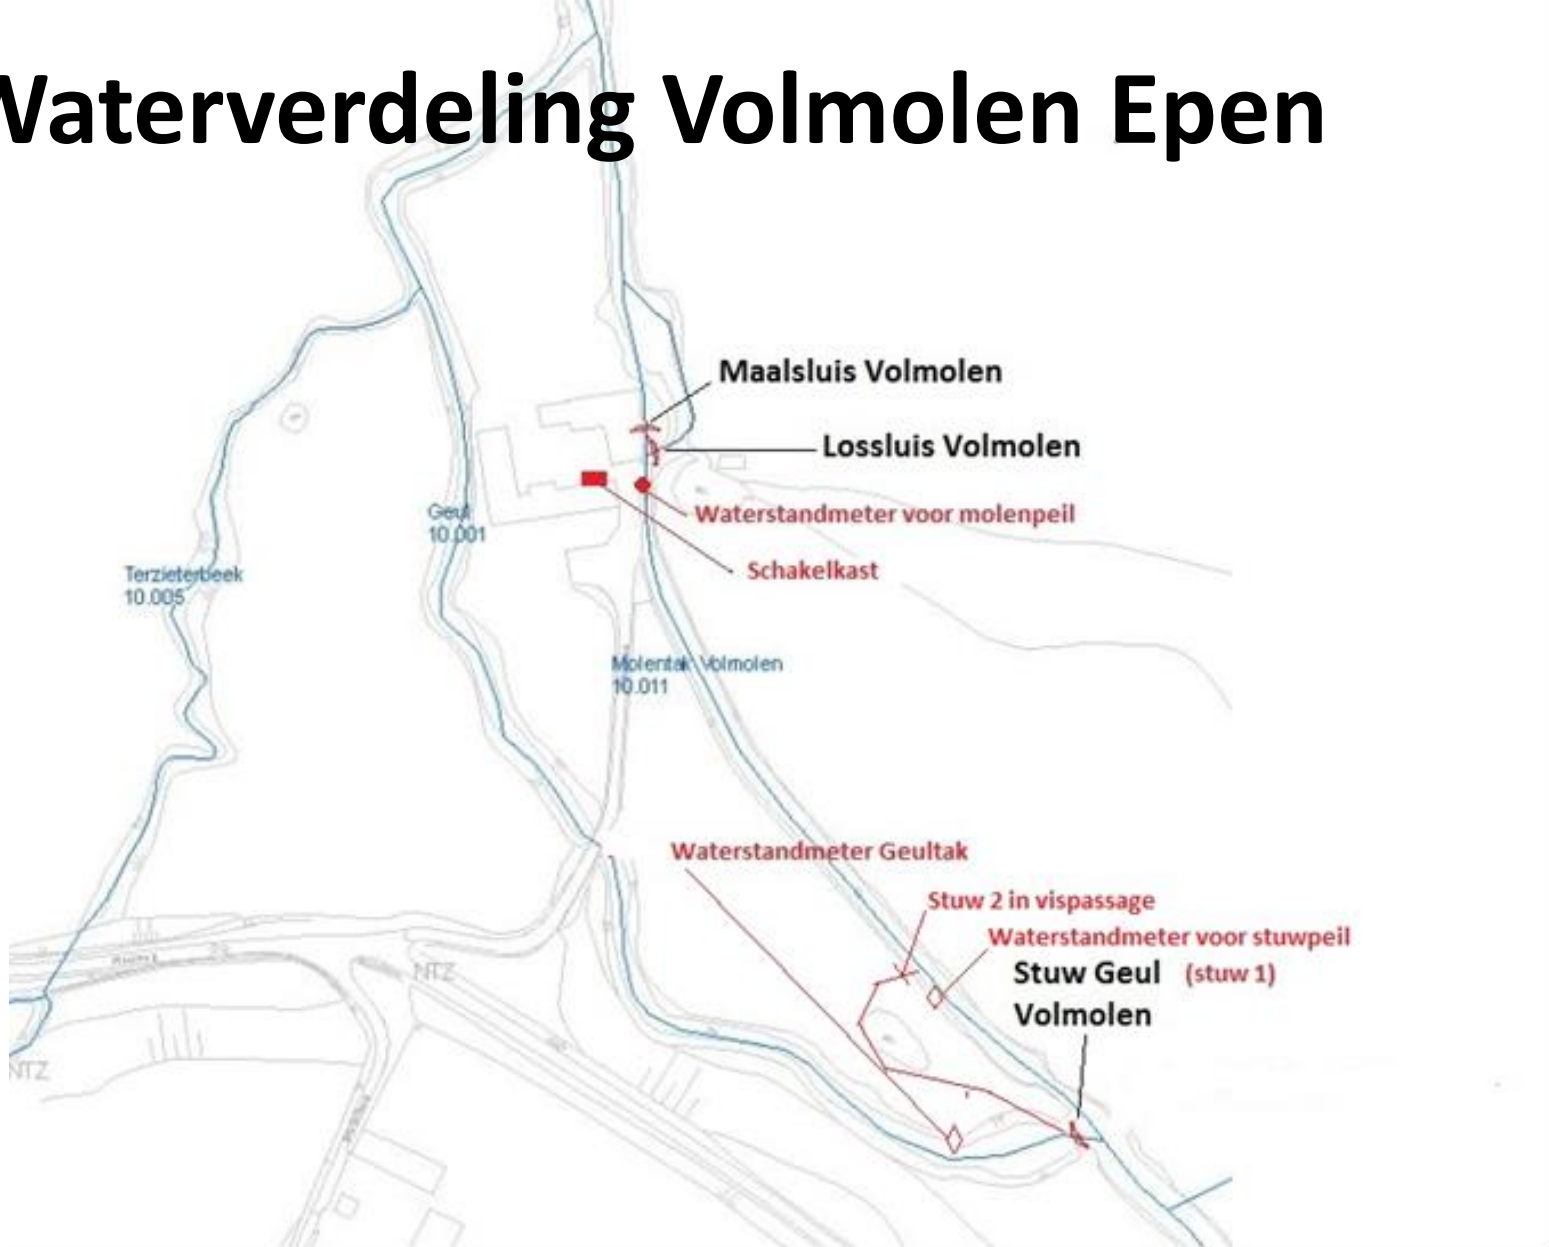 Waterverdeling Volmolen Epen
Maalsluis Volmolen
Lossluis Volmolen
Waterstandmeter voor molenpeil
Schakelkast
Geul
10.001
Terzieterbeek
10.005
Molentak Volmolen
10.011
Waterstandmeter Geultak
Stuw 2 in vispassage
Waterstandmeter voor stuwpeil
Stuw Geul (stuw 1)
Volmolen
NTZ
NTZ